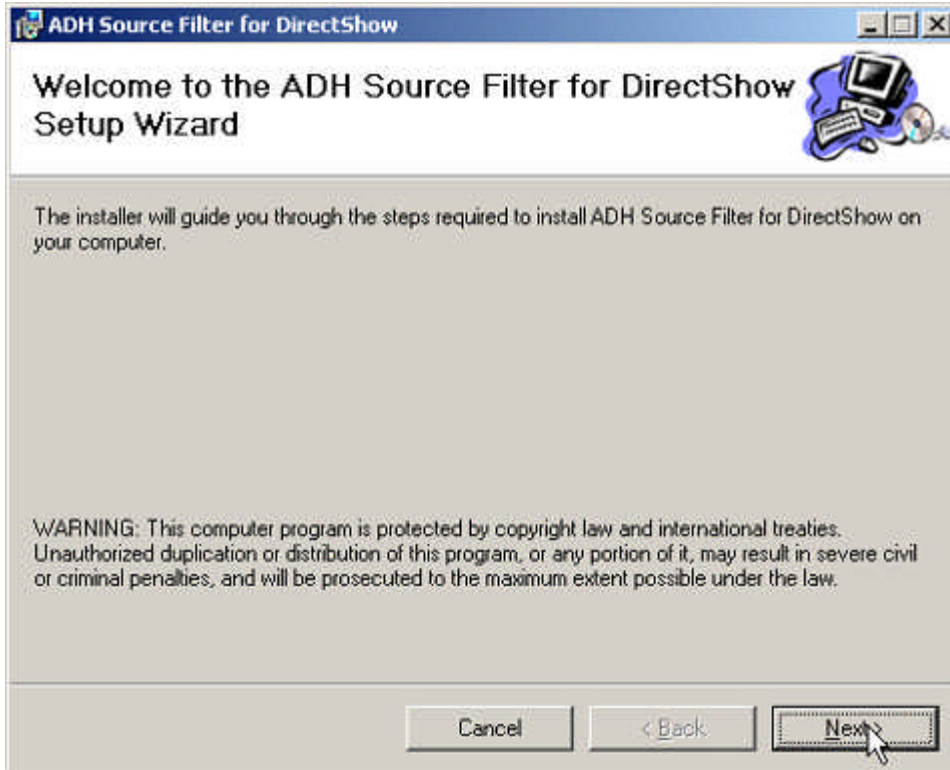 ADH Source Filter for DirectShow
Welcome to the ADH Source Filter for DirectShow
Setup Wizard
The installer will guide you through the steps required to install ADH Source Filter for DirectShow on
your computer.
WARNING: This computer program is protected by copyright law and international treaties.
Unauthorized duplication or distribution of this program, or any portion of it, may result in severe civil
or criminal penalties, and will be prosecuted to the maximum extent possible under the law.
Cancel
< Back
Next >